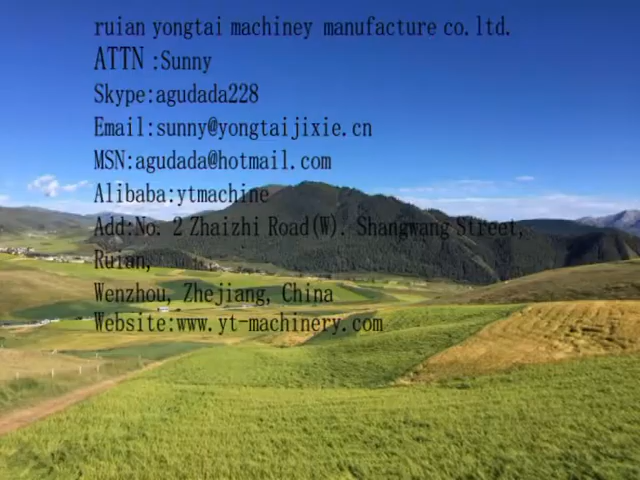 ruian yongtai machiney manufacture co.ltd.
ATTN :Sunny
Skype:agudada228
Email:sunny@yongtaijixie.cn
MSN:agudada@hotmail.com
Alibaba:ytmachine
Add:No. 2 Zhaizhi Road(W). Shangwang Street,
Ruian,
Wenzhou, Zhejiang, China
Website:www.yt-machinery.com